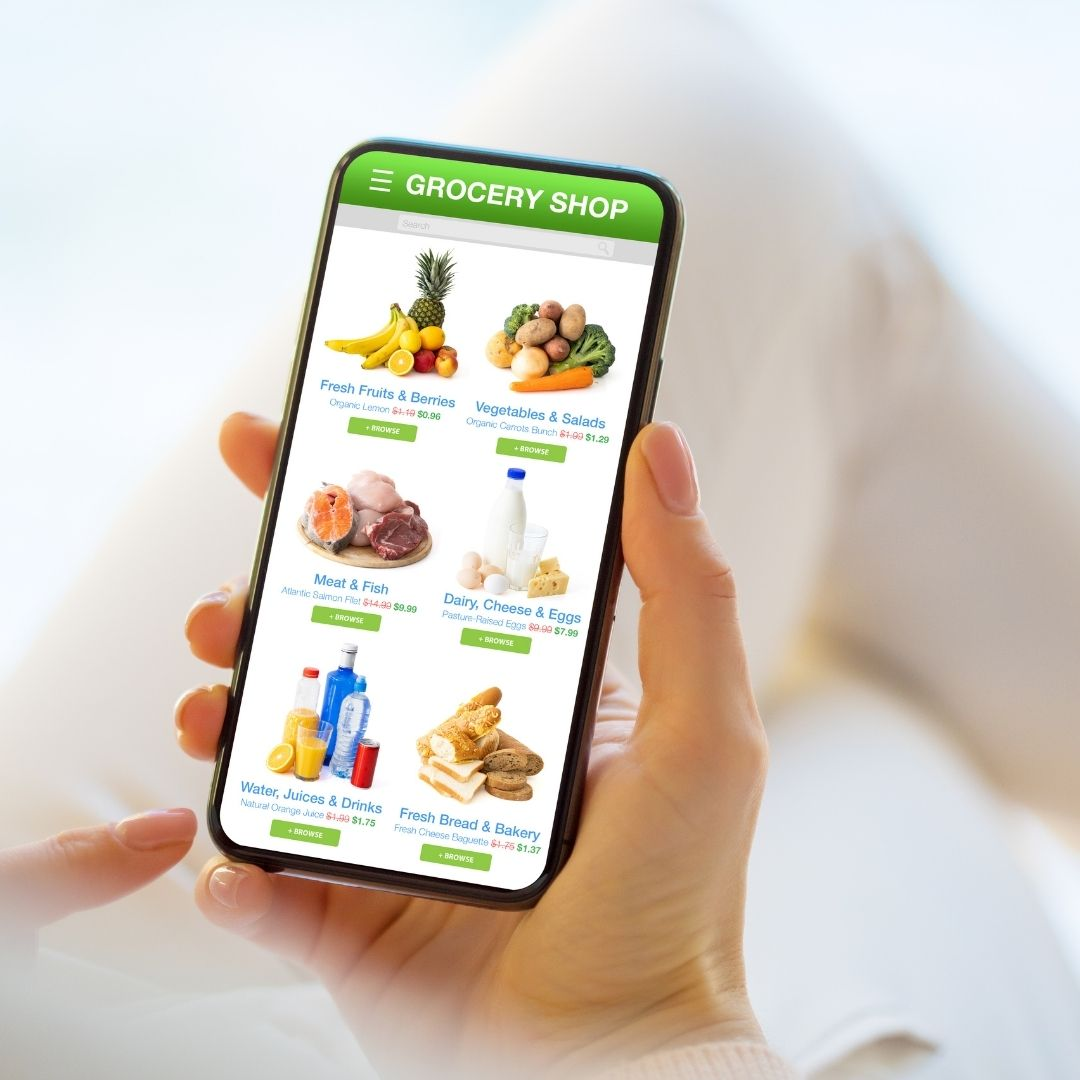 GROCERY SHOP
Search
Fresh Fruits & Berries
Organic Lemon $1.19 $0.96
+ BROWSE
Vegetables & Salads
Organic Carrots Bunch $1.99 $1.29
+ BROWSE
Meat & Fish
Atlantic Salmon Filet $14.99 $9.99
+ BROWSE
Dairy, Cheese & Eggs
Pasture-Raised Eggs $9.99 $7.99
+ BROWSE
Water, Juices & Drinks
Natural Orange Juice $1.99 $1.75
+ BROWSE
Fresh Bread & Bakery
Fresh Cheese Baguette $1.75 $1.37
+ BROWSE